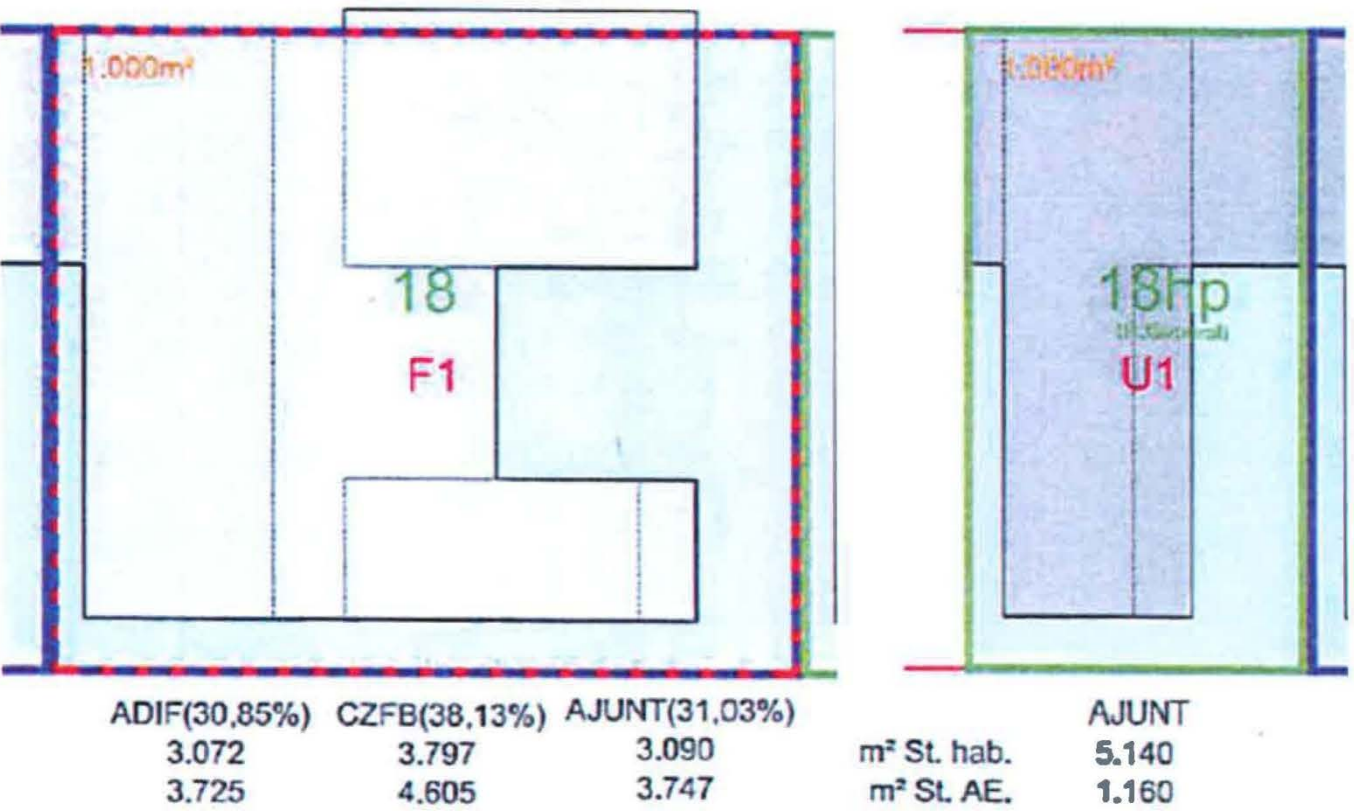 1.000m²
18
F1
ADIF(30,85%) CZFB(38,13%) AJUNT(31,03%)
3.072 3.797 3.090
3.725 4.605 3.747
1.000m²
18hp
U1
AJUNT
m² St. hab. 5.140
m² St. AE. 1.160